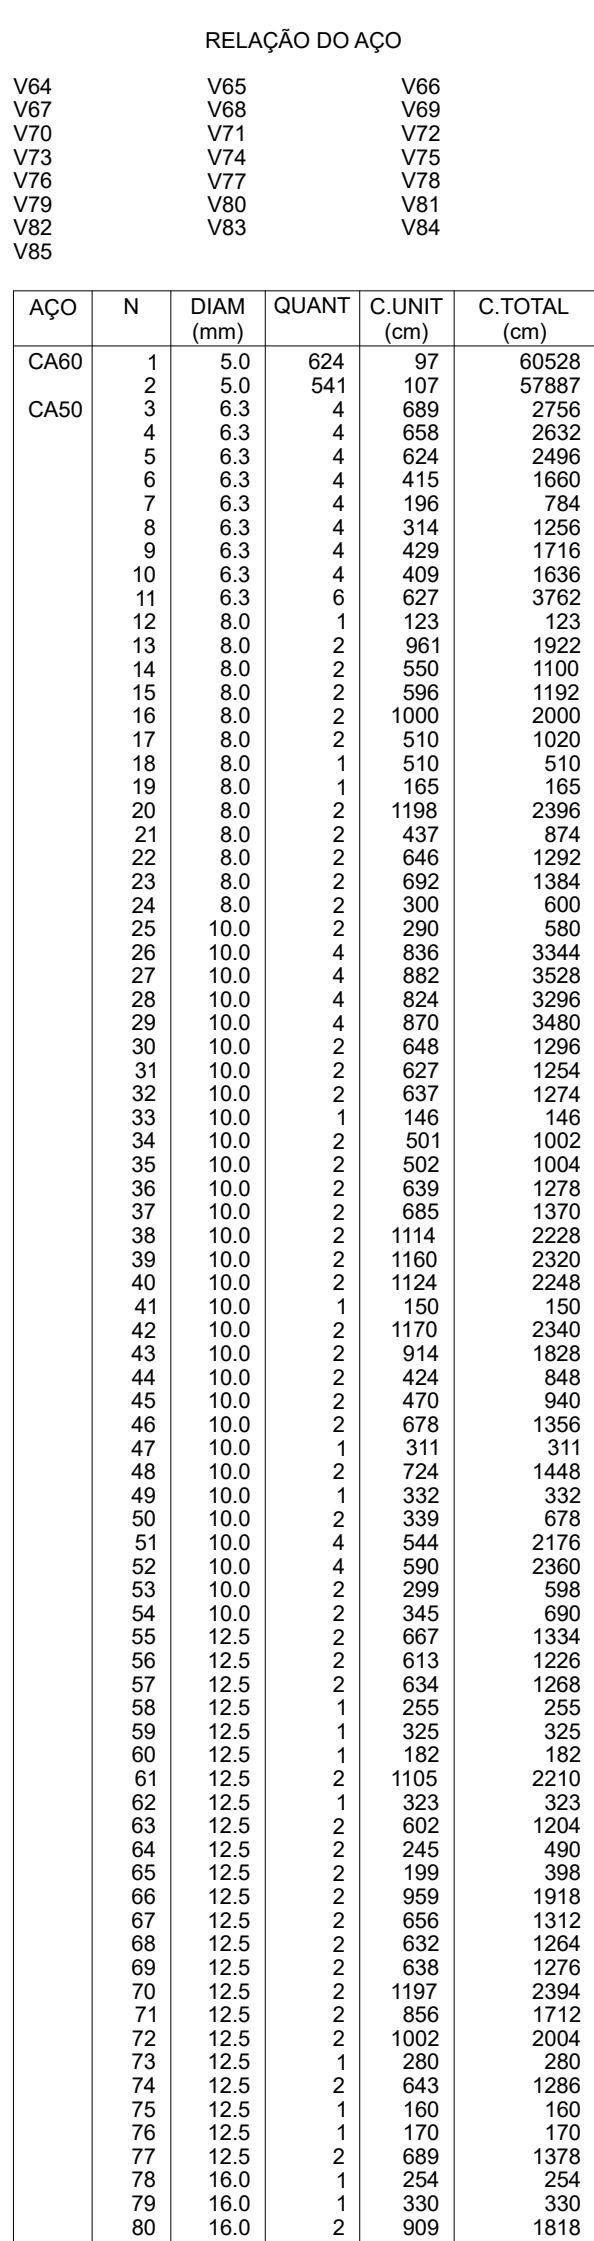 RELAÇÃO DO AÇO
V64 V65 V66
V67 V68 V69
V70 V71 V72
V73 V74 V75
V76 V77 V78
V79 V80 V81
V82 V83 V84
V85
AÇO N DIAM QUANT C.UNIT C.TOTAL
(mm) (cm) (cm)
CA60 1 5.0 624 97 60528
2 5.0 541 107 57887
CA50 3 6.3 4 689 2756
4 6.3 4 658 2632
5 6.3 4 624 2496
6 6.3 4 415 1660
7 6.3 4 196 784
8 6.3 4 314 1256
9 6.3 4 429 1716
10 6.3 4 409 1636
11 6.3 6 627 3762
12 8.0 1 123 123
13 8.0 2 961 1922
14 8.0 2 550 1100
15 8.0 2 596 1192
16 8.0 2 1000 2000
17 8.0 2 510 1020
18 8.0 1 510 510
19 8.0 1 165 165
20 8.0 2 1198 2396
21 8.0 2 437 874
22 8.0 2 646 1292
23 8.0 2 692 1384
24 8.0 2 300 600
25 10.0 2 290 580
26 10.0 4 836 3344
27 10.0 4 882 3528
28 10.0 4 824 3296
29 10.0 4 870 3480
30 10.0 2 648 1296
31 10.0 2 627 1254
32 10.0 2 637 1274
33 10.0 1 146 146
34 10.0 2 501 1002
35 10.0 2 502 1004
36 10.0 2 639 1278
37 10.0 2 685 1370
38 10.0 2 1114 2228
39 10.0 2 1160 2320
40 10.0 2 1124 2248
41 10.0 1 150 150
42 10.0 2 1170 2340
43 10.0 2 914 1828
44 10.0 2 424 848
45 10.0 2 470 940
46 10.0 2 678 1356
47 10.0 1 311 311
48 10.0 2 724 1448
49 10.0 1 332 332
50 10.0 2 339 678
51 10.0 4 544 2176
52 10.0 4 590 2360
53 10.0 2 299 598
54 10.0 2 345 690
55 12.5 2 667 1334
56 12.5 2 613 1226
57 12.5 2 634 1268
58 12.5 1 255 255
59 12.5 1 325 325
60 12.5 1 182 182
61 12.5 2 1105 2210
62 12.5 1 323 323
63 12.5 2 602 1204
64 12.5 2 245 490
65 12.5 2 199 398
66 12.5 2 959 1918
67 12.5 2 656 1312
68 12.5 2 632 1264
69 12.5 2 638 1276
70 12.5 2 1197 2394
71 12.5 2 856 1712
72 12.5 2 1002 2004
73 12.5 1 280 280
74 12.5 2 643 1286
75 12.5 1 160 160
76 12.5 1 170 170
77 12.5 2 689 1378
78 16.0 1 254 254
79 16.0 1 330 330
80 16.0 2 909 1818